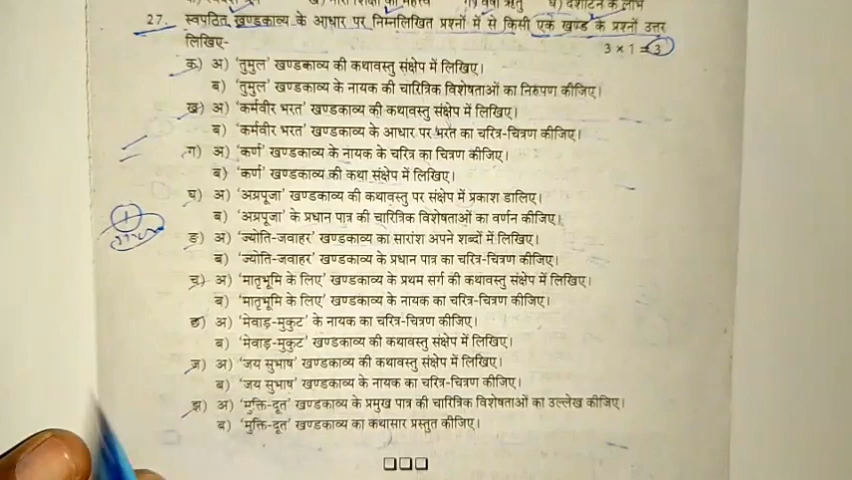 ख) नारी शिक्षा का महत्त्व ग) वर्षा ऋतु घ) देशाटन के लाभ
27. स्वपठित खण्डकाव्य के आधार पर निम्नलिखित प्रश्नों में से किसी एक खण्ड के प्रश्नों उत्तर
लिखिए- 3 × 1 = 3
क) अ) 'तुमुल' खण्डकाव्य की कथावस्तु संक्षेप में लिखिए।
ब) 'तुमुल' खण्डकाव्य के नायक की चारित्रिक विशेषताओं का निरुपण कीजिए।
ख) अ) 'कर्मवीर भरत' खण्डकाव्य की कथावस्तु संक्षेप में लिखिए।
ब) 'कर्मवीर भरत' खण्डकाव्य के आधार पर भरत का चरित्र-चित्रण कीजिए।
ग) अ) 'कर्ण' खण्डकाव्य के नायक के चरित्र का चित्रण कीजिए।
ब) 'कर्ण' खण्डकाव्य की कथा संक्षेप में लिखिए।
घ) अ) 'अग्रपूजा' खण्डकाव्य की कथावस्तु पर संक्षेप में प्रकाश डालिए।
ब) 'अग्रपूजा' के प्रधान पात्र की चारित्रिक विशेषताओं का वर्णन कीजिए।
ङ) अ) 'ज्योति-जवाहर' खण्डकाव्य का सारांश अपने शब्दों में लिखिए।
ब) 'ज्योति-जवाहर' खण्डकाव्य के प्रधान पात्र का चरित्र-चित्रण कीजिए।
च) अ) 'मातृभूमि के लिए' खण्डकाव्य के प्रथम सर्ग की कथावस्तु संक्षेप में लिखिए।
ब) 'मातृभूमि के लिए' खण्डकाव्य के नायक का चरित्र-चित्रण कीजिए।
छ) अ) 'मेवाड़-मुकुट' के नायक का चरित्र-चित्रण कीजिए।
ब) 'मेवाड़-मुकुट' खण्डकाव्य की कथावस्तु संक्षेप में लिखिए।
ज) अ) 'जय सुभाष' खण्डकाव्य की कथावस्तु संक्षेप में लिखिए।
ब) 'जय सुभाष' खण्डकाव्य के नायक का चरित्र-चित्रण कीजिए।
झ) अ) 'मुक्ति-दूत' खण्डकाव्य के प्रमुख पात्र की चारित्रिक विशेषताओं का उल्लेख कीजिए।
ब) 'मुक्ति-दूत' खण्डकाव्य का कथासार प्रस्तुत कीजिए।